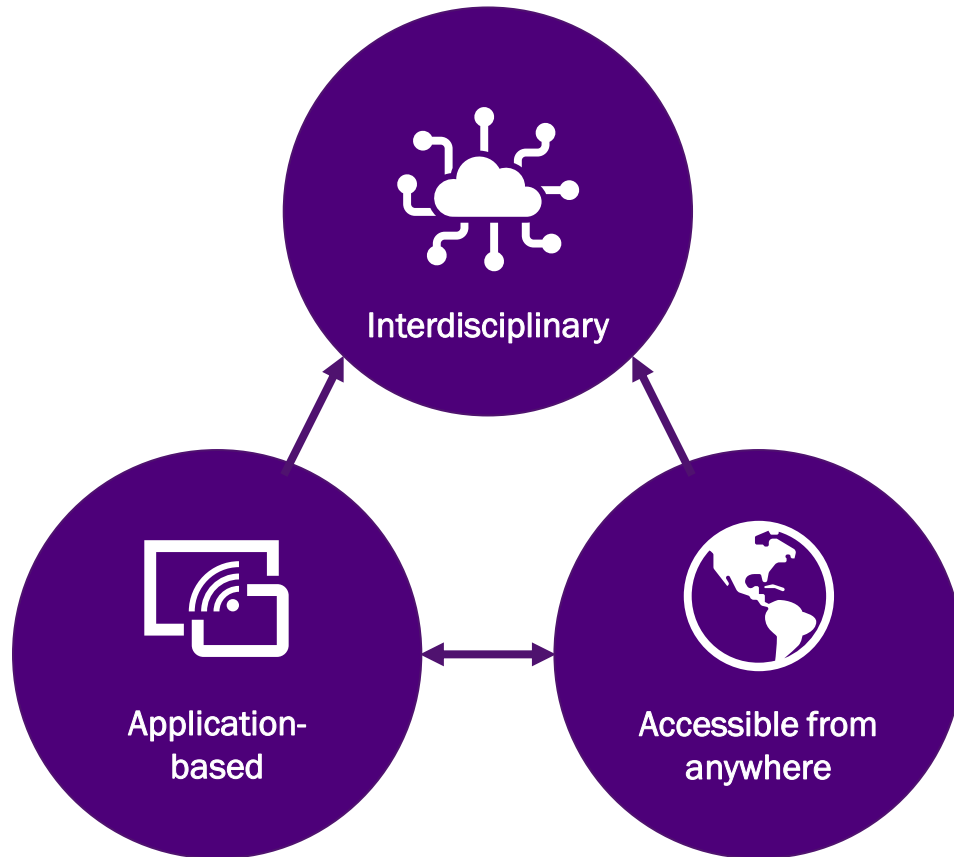 Interdisciplinary
Application-
based
Accessible from
anywhere